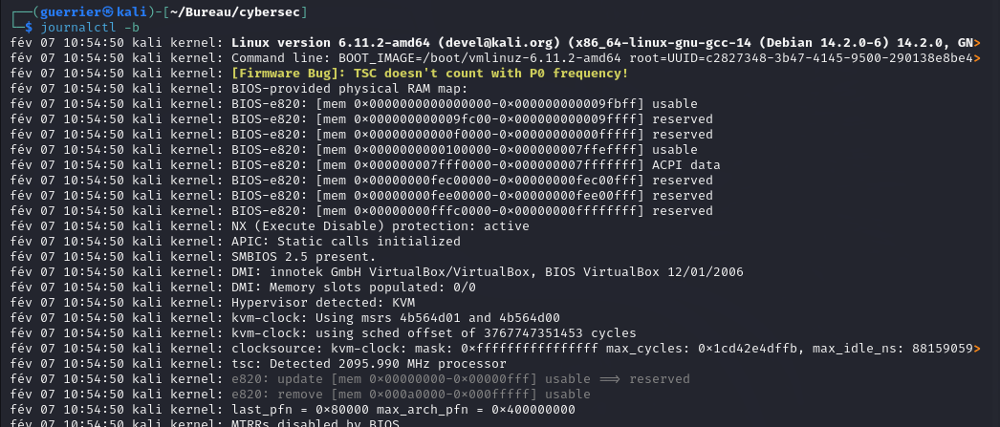 ┌──(guerrier㉿kali)-[~/Bureau/cybersec]
└─$ journalctl -b
fév 07 10:54:50 kali kernel: Linux version 6.11.2-amd64 (devel@kali.org) (x86_64-linux-gnu-gcc-14 (Debian 14.2.0-6) 14.2.0, GN>
fév 07 10:54:50 kali kernel: Command line: BOOT_IMAGE=/boot/vmlinuz-6.11.2-amd64 root=UUID=c2827348-3b47-4145-9500-290138e8be4>
fév 07 10:54:50 kali kernel: [Firmware Bug]: TSC doesn't count with P0 frequency!
fév 07 10:54:50 kali kernel: BIOS-provided physical RAM map:
fév 07 10:54:50 kali kernel: BIOS-e820: [mem 0x0000000000000000-0x000000000009fbff] usable
fév 07 10:54:50 kali kernel: BIOS-e820: [mem 0x000000000009fc00-0x000000000009ffff] reserved
fév 07 10:54:50 kali kernel: BIOS-e820: [mem 0x00000000000f0000-0x00000000000fffff] reserved
fév 07 10:54:50 kali kernel: BIOS-e820: [mem 0x0000000000100000-0x000000007ffeffff] usable
fév 07 10:54:50 kali kernel: BIOS-e820: [mem 0x000000007fff0000-0x000000007fffffff] ACPI data
fév 07 10:54:50 kali kernel: BIOS-e820: [mem 0x00000000fec00000-0x00000000fec00fff] reserved
fév 07 10:54:50 kali kernel: BIOS-e820: [mem 0x00000000fee00000-0x00000000fee00fff] reserved
fév 07 10:54:50 kali kernel: BIOS-e820: [mem 0x00000000fffc0000-0x00000000ffffffff] reserved
fév 07 10:54:50 kali kernel: NX (Execute Disable) protection: active
fév 07 10:54:50 kali kernel: APIC: Static calls initialized
fév 07 10:54:50 kali kernel: SMBIOS 2.5 present.
fév 07 10:54:50 kali kernel: DMI: innotek GmbH VirtualBox/VirtualBox, BIOS VirtualBox 12/01/2006
fév 07 10:54:50 kali kernel: DMI: Memory slots populated: 0/0
fév 07 10:54:50 kali kernel: Hypervisor detected: KVM
fév 07 10:54:50 kali kernel: kvm-clock: Using msrs 4b564d01 and 4b564d00
fév 07 10:54:50 kali kernel: kvm-clock: using sched offset of 3767747351453 cycles
fév 07 10:54:50 kali kernel: clocksource: kvm-clock: mask: 0xffffffffffffffff max_cycles: 0x1cd42e4dffb, max_idle_ns: 88159059>
fév 07 10:54:50 kali kernel: tsc: Detected 2095.990 MHz processor
fév 07 10:54:50 kali kernel: e820: update [mem 0x00000000-0x00000fff] usable ==> reserved
fév 07 10:54:50 kali kernel: e820: remove [mem 0x000a0000-0x000fffff] usable
fév 07 10:54:50 kali kernel: last_pfn = 0x80000 max_arch_pfn = 0x400000000
fév 07 10:54:50 kali kernel: MTRRs disabled by BIOS